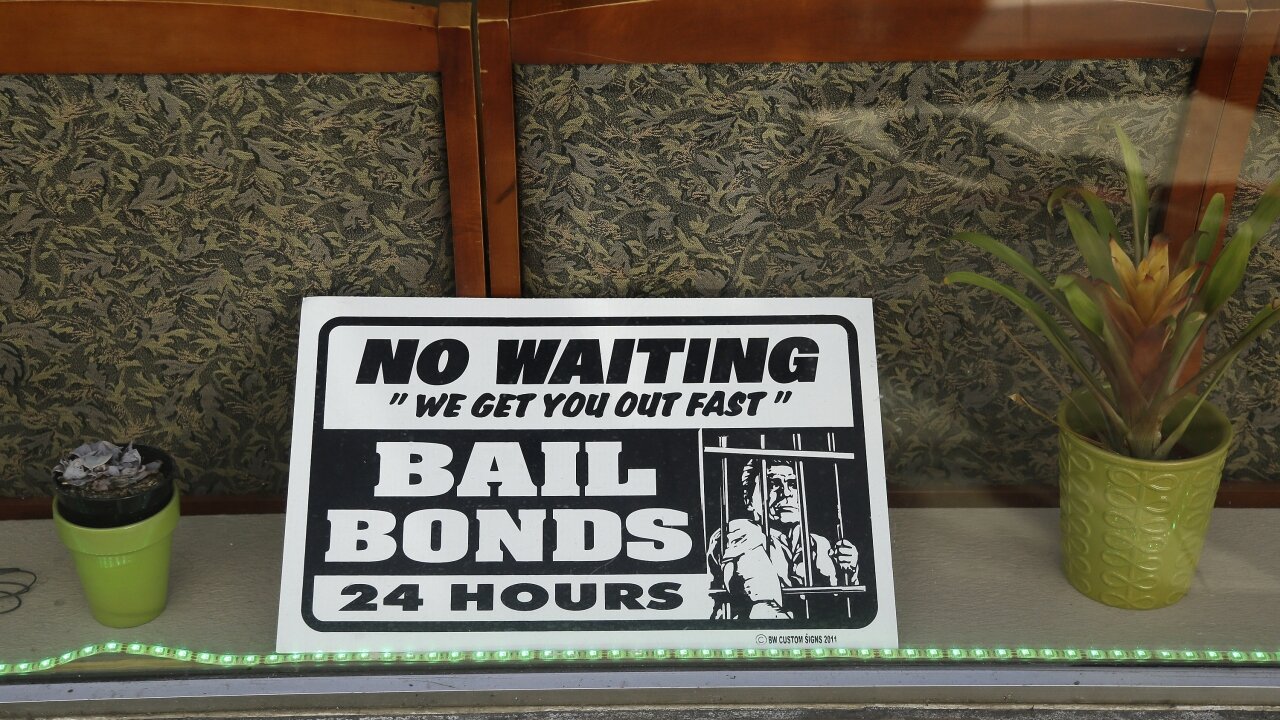 NO WAITING
" WE GET YOU OUT FAST "
BAIL
BONDS
24 HOURS
© BW CUSTOM SIGNS 2011